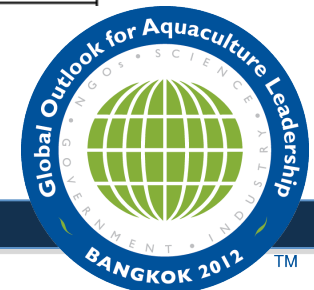 Global Outlook for Aquaculture Leadership
GOVERNMENT • NGOs • SCIENCE • INDUSTRY •
BANGKOK 2012
TM